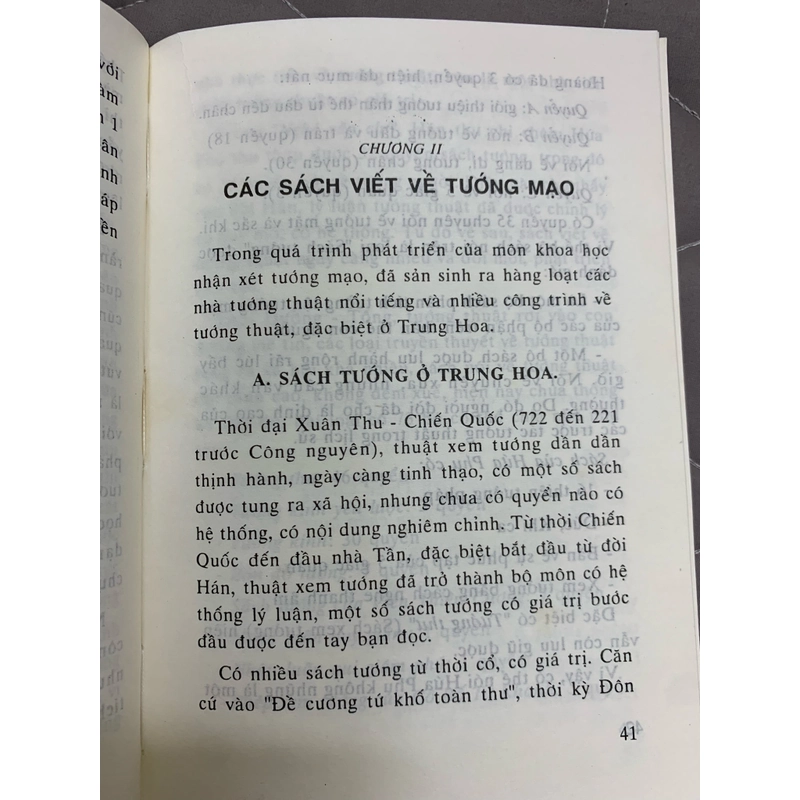 với
àm
n 1
ân
nh
áp
ền
CHƯƠNG II
CÁC SÁCH VIẾT VỀ TƯỚNG MẠO
Trong quá trình phát triển của môn khoa học
nhận xét tướng mạo, đã sản sinh ra hàng loạt các
nhà tướng thuật nổi tiếng và nhiều công trình về
tướng thuật, đặc biệt ở Trung Hoa.
A. SÁCH TƯỚNG Ở TRUNG HOA.
Thời đại Xuân Thu - Chiến Quốc (722 đến 221
trước Công nguyên), thuật xem tướng dần dần
thịnh hành, ngày càng tinh thạo, có một số sách
được tung ra xã hội, nhưng chưa có quyển nào có
hệ thống, có nội dung nghiêm chỉnh. Từ thời Chiến
Quốc đến đầu nhà Tần, đặc biệt bắt đầu từ đời
Hán, thuật xem tướng đã trở thành bộ môn có hệ
thống lý luận, một số sách tướng có giá trị bước
đầu được đến tay bạn đọc.
Có nhiều sách tướng từ thời cổ, có giá trị. Căn
cứ vào "Đề cương tứ khố toàn thư", thời kỳ Đôn
41